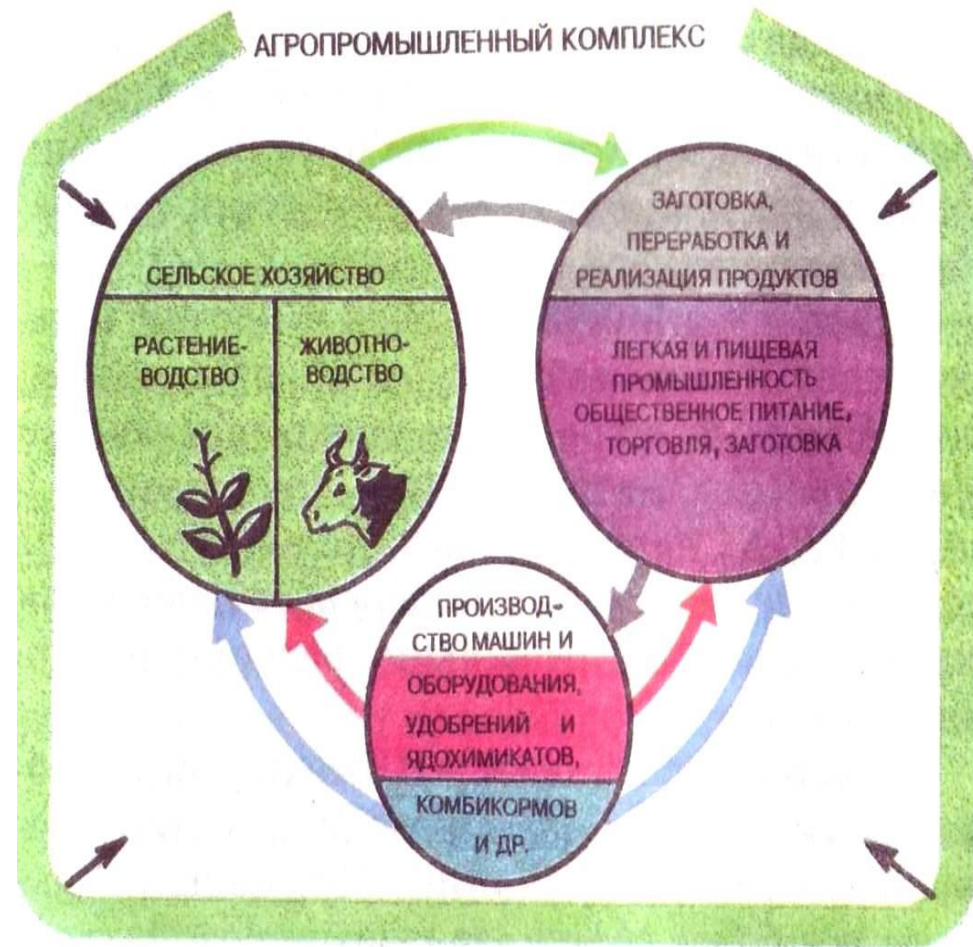 АГРОПРОМЫШЛЕННЫЙ КОМПЛЕКС
СЕЛЬСКОЕ ХОЗЯЙСТВО
РАСТЕНИЕ-
ВОДСТВО
ЖИВОТНО-
ВОДСТВО
ЗАГОТОВКА,
ПЕРЕРАБОТКА И
РЕАЛИЗАЦИЯ ПРОДУКТОВ
ЛЕГКАЯ И ПИЩЕВАЯ
ПРОМЫШЛЕННОСТЬ
ОБЩЕСТВЕННОЕ ПИТАНИЕ,
ТОРГОВЛЯ, ЗАГОТОВКА
ПРОИЗВОД-
СТВО МАШИН И
ОБОРУДОВАНИЯ,
УДОБРЕНИЙ И
ЯДОХИМИКАТОВ,
КОМБИКОРМОВ
И ДР.